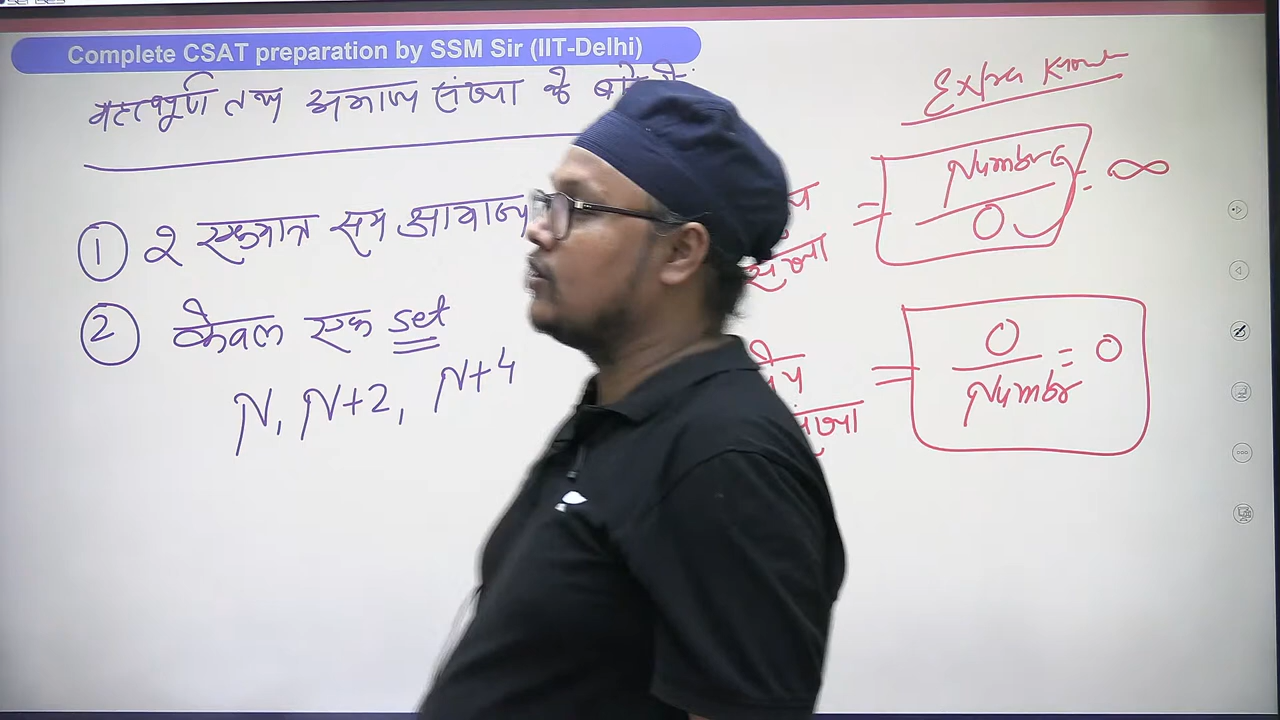 Complete CSAT preparation by SSM Sir (IIT-Delhi)
महत्वपूर्ण तथ्य अभाज्य संख्या के
① 2 एकमात्र सम अभाज्य
② केवल एक set
N, N+2, N+4
Extra Know
= Number / 0 = ∞
संख्या
= 0 / Numbr = 0